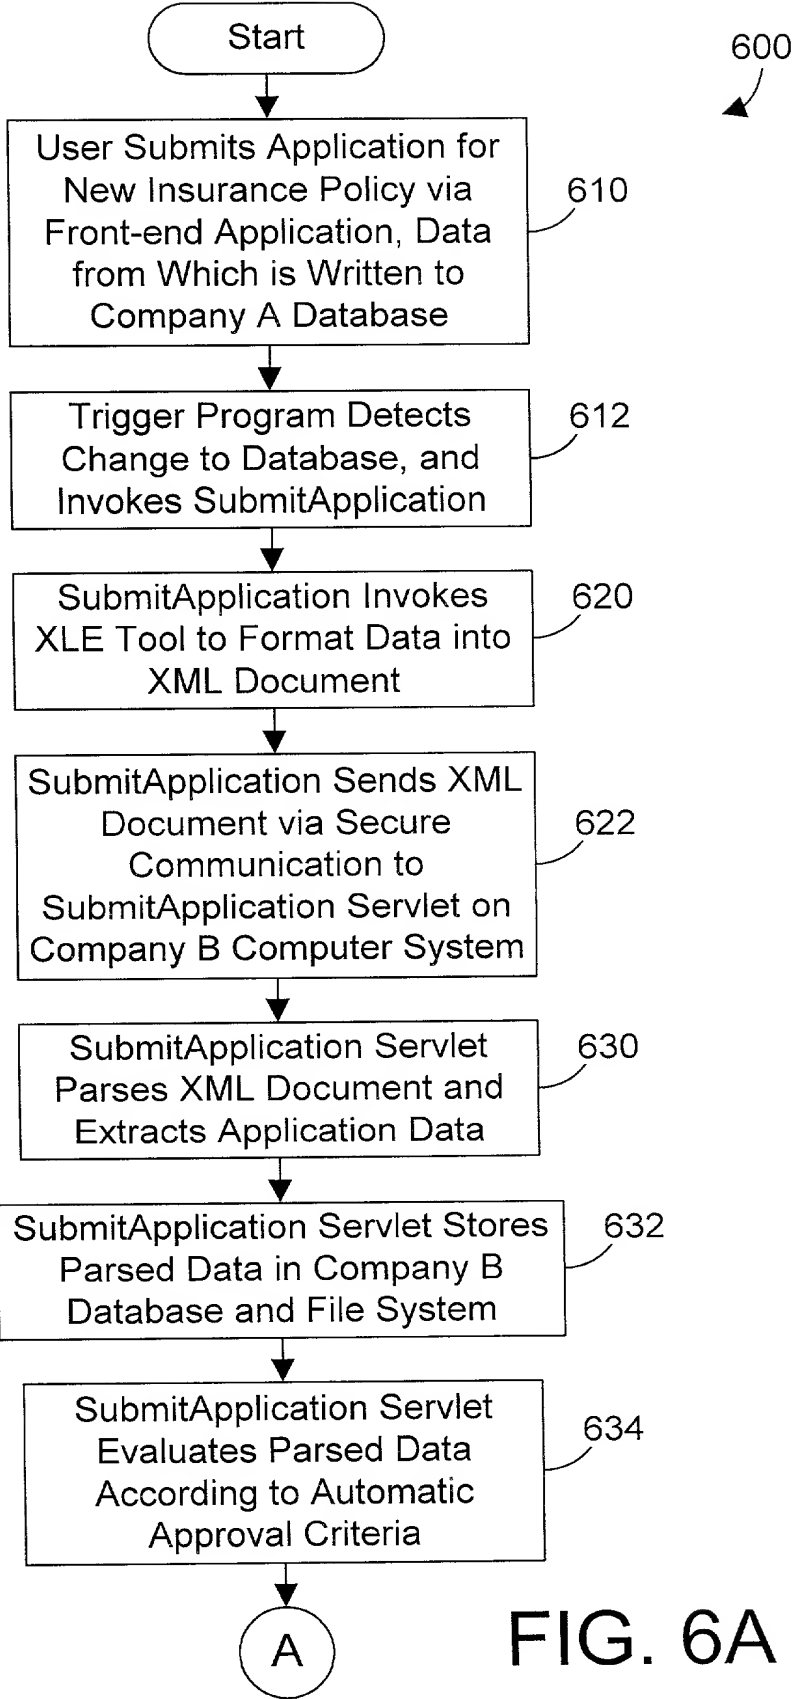 Start
600
User Submits Application for
New Insurance Policy via
Front-end Application, Data
from Which is Written to
Company A Database
610
Trigger Program Detects
Change to Database, and
Invokes SubmitApplication
612
SubmitApplication Invokes
XLE Tool to Format Data into
XML Document
620
SubmitApplication Sends XML
Document via Secure
Communication to
SubmitApplication Servlet on
Company B Computer System
622
SubmitApplication Servlet
Parses XML Document and
Extracts Application Data
630
SubmitApplication Servlet Stores
Parsed Data in Company B
Database and File System
632
SubmitApplication Servlet
Evaluates Parsed Data
According to Automatic
Approval Criteria
634
A
FIG. 6A